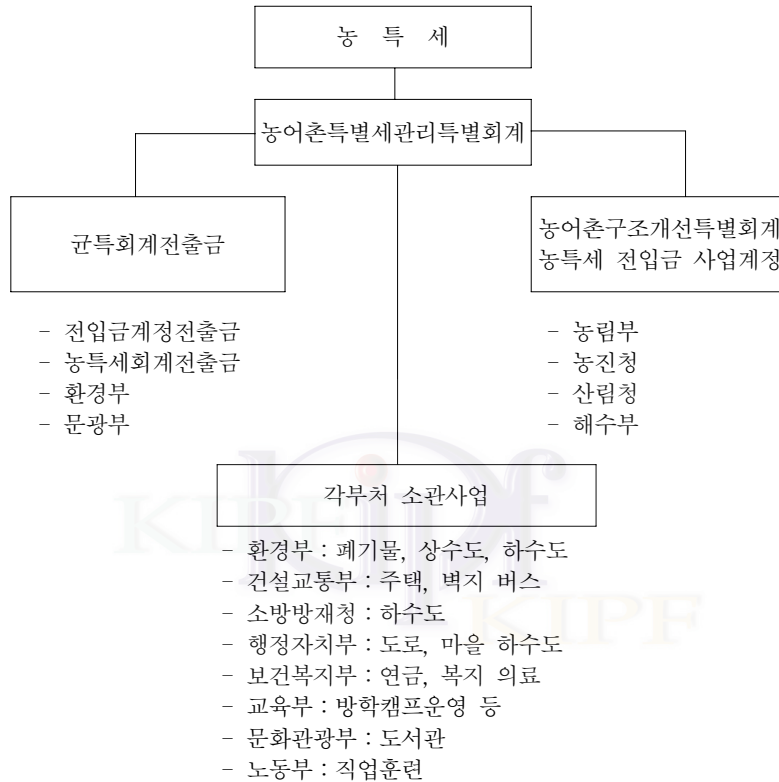 농 특 세
농어촌특별세관리특별회계
균특회계전출금
농어촌구조개선특별회계
농특세 전입금 사업계정
- 전입금계정전출금
- 농특세회계전출금
- 환경부
- 문광부
- 농림부
- 농진청
- 산림청
- 해수부
각부처 소관사업
- 환경부 : 폐기물, 상수도, 하수도
- 건설교통부 : 주택, 벽지 버스
- 소방방재청 : 하수도
- 행정자치부 : 도로, 마을 하수도
- 보건복지부 : 연금, 복지 의료
- 교육부 : 방학캠프운영 등
- 문화관광부 : 도서관
- 노동부 : 직업훈련
KIPF
kipf
KIPF